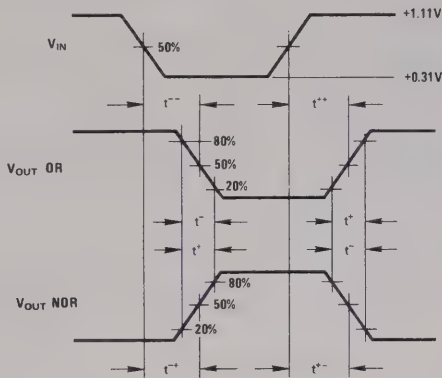 +1.11V
V_IN
50%
+0.31V
t⁻⁻ t⁺⁺
80%
V_OUT OR
50%
20%
t⁻ t⁺
t⁺ t⁻
80%
V_OUT NOR
50%
20%
t⁻⁺ t⁺⁻